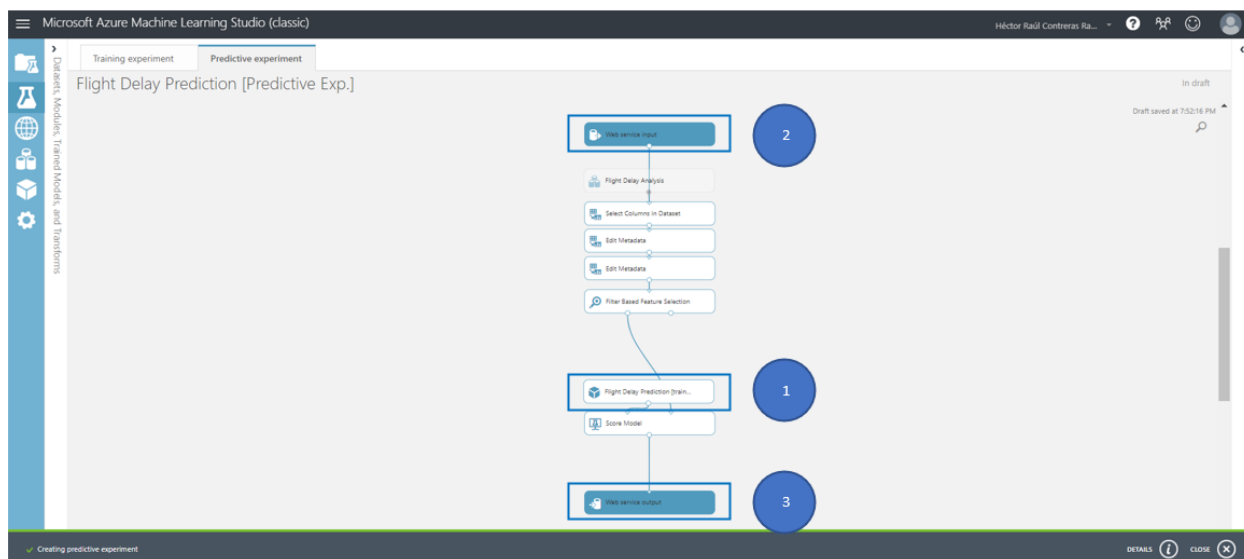 Microsoft Azure Machine Learning Studio (classic)
Héctor Raúl Contreras Ra...
Training experiment
Predictive experiment
Datasets, Modules, Trained Models, and Transforms
Flight Delay Prediction [Predictive Exp.]
In draft
Draft saved at 7:52:16 PM
Web service input
2
Flight Delay Analysis
Select Columns in Dataset
Edit Metadata
Edit Metadata
Filter Based Feature Selection
Flight Delay Prediction [train...
1
Score Model
Web service output
3
Creating predictive experiment
DETAILS
CLOSE